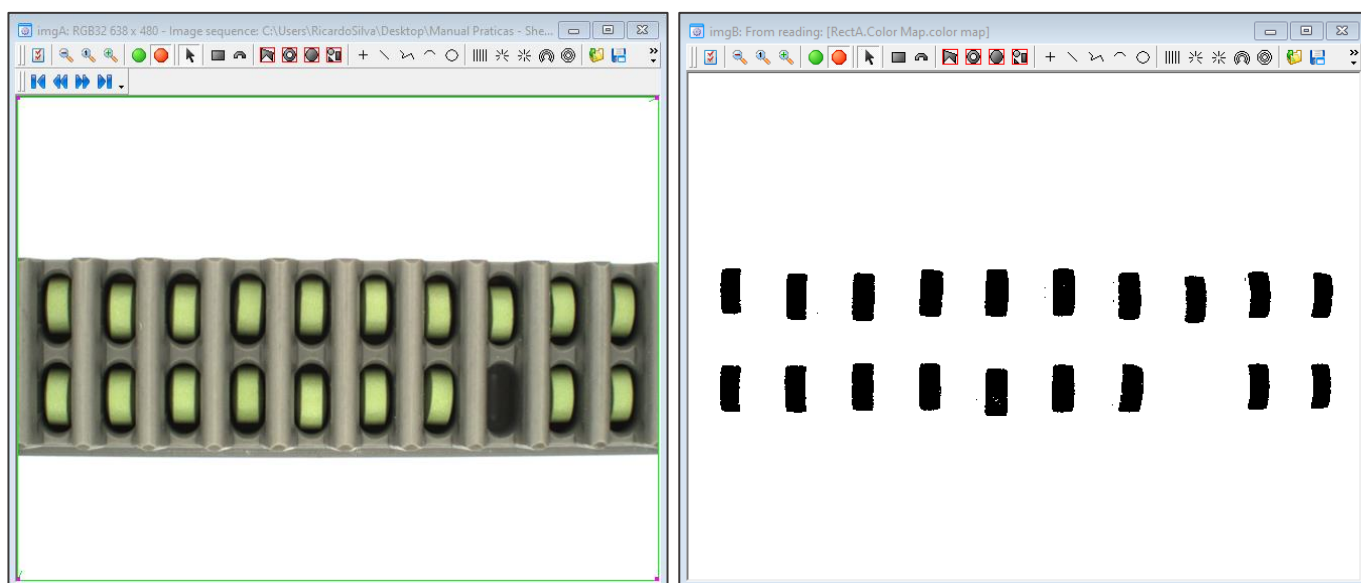 imgA: RGB32 638 x 480 - Image sequence: C:\Users\RicardoSilva\Desktop\Manual Praticas - She...
imgB: From reading: [RectA.Color Map.color map]